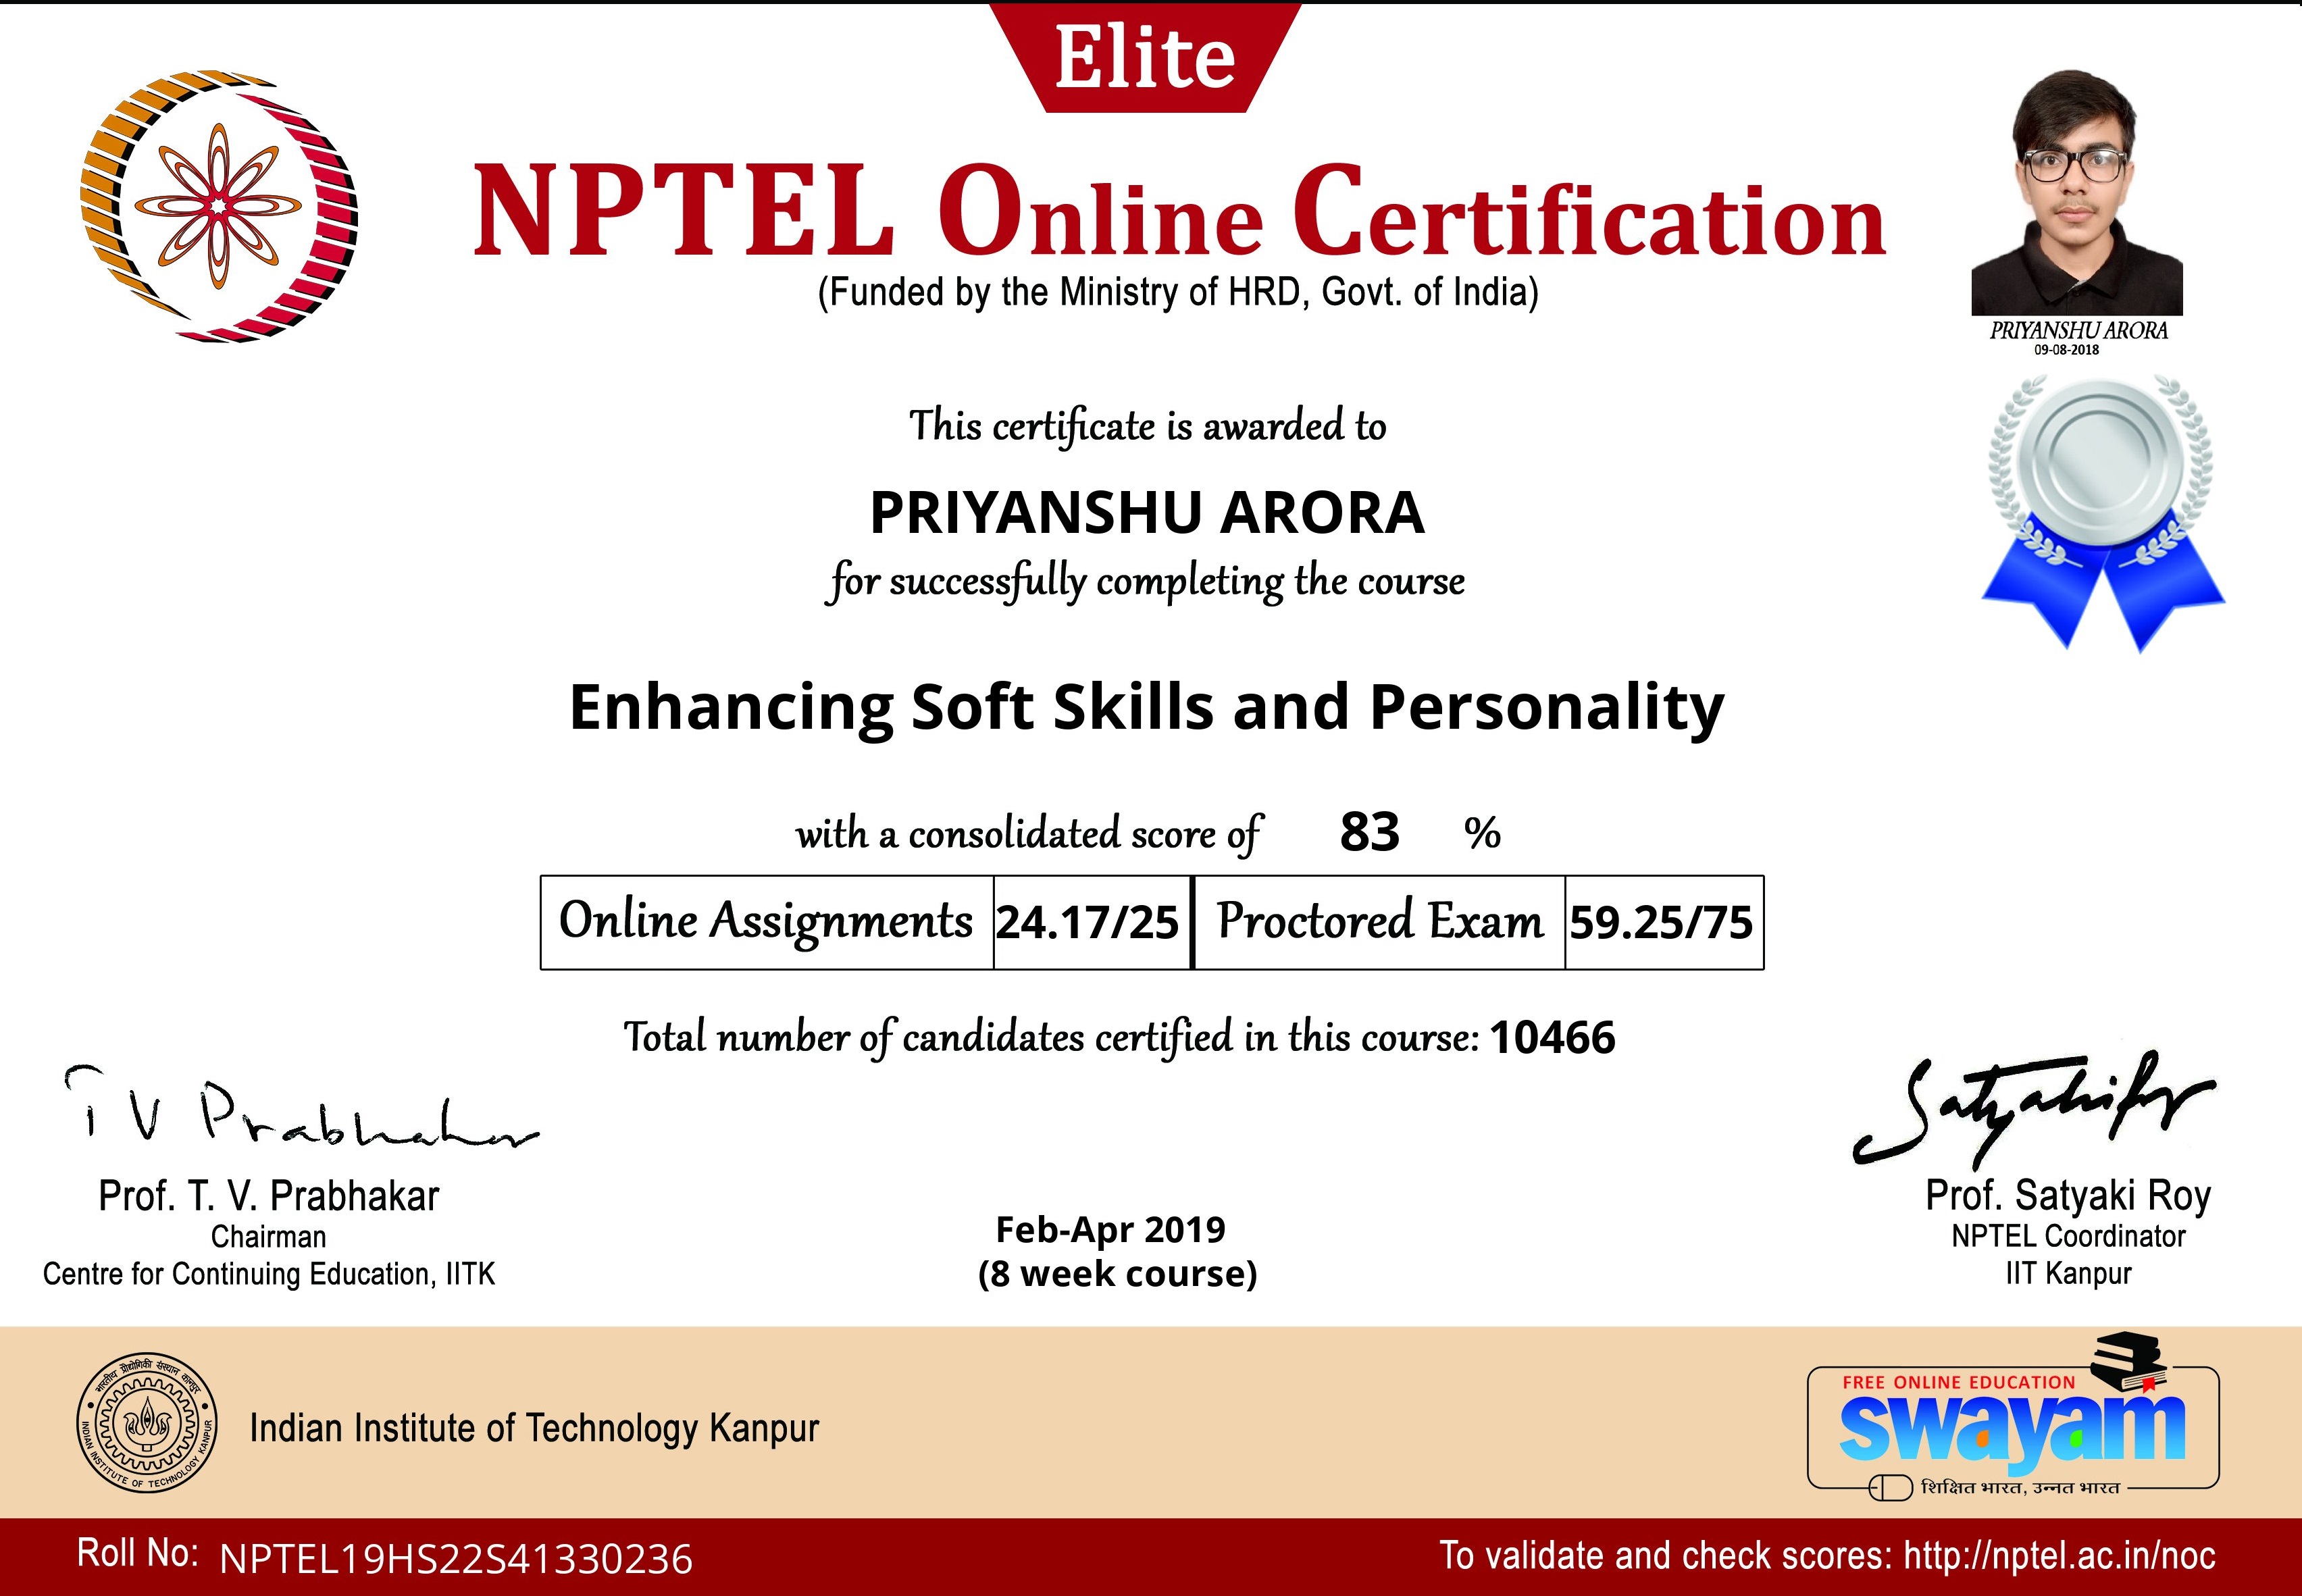 Elite
NPTEL Online Certification
(Funded by the Ministry of HRD, Govt. of India)
PRIYANSHU ARORA
09-08-2018
This certificate is awarded to
PRIYANSHU ARORA
for successfully completing the course
Enhancing Soft Skills and Personality
with a consolidated score of 83 %
Online Assignments 24.17/25 Proctored Exam 59.25/75
Total number of candidates certified in this course: 10466
T V Prabhakar
Prof. T. V. Prabhakar
Chairman
Centre for Continuing Education, IITK
Feb-Apr 2019
(8 week course)
Prof. Satyaki Roy
NPTEL Coordinator
IIT Kanpur
भारतीय प्रौद्योगिकी संस्थान कानपुर
INDIAN INSTITUTE OF TECHNOLOGY KANPUR
Indian Institute of Technology Kanpur
FREE ONLINE EDUCATION
swayam
शिक्षित भारत, उन्नत भारत
Roll No: NPTEL19HS22S41330236
To validate and check scores: http://nptel.ac.in/noc